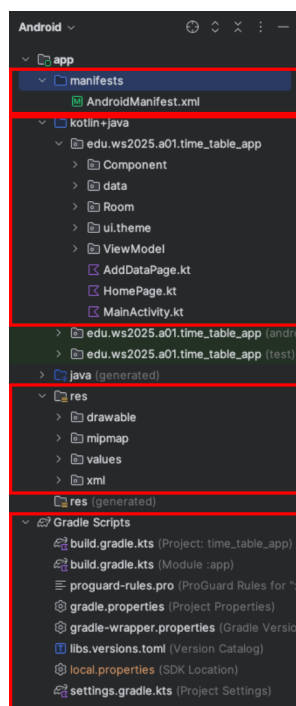 Android
app
manifests
AndroidManifest.xml
kotlin+java
edu.ws2025.a01.time_table_app
Component
data
Room
ui.theme
ViewModel
AddDataPage.kt
HomePage.kt
MainActivity.kt
edu.ws2025.a01.time_table_app (andr
edu.ws2025.a01.time_table_app (test)
java (generated)
res
drawable
mipmap
values
xml
res (generated)
Gradle Scripts
build.gradle.kts (Project: time_table_app)
build.gradle.kts (Module :app)
proguard-rules.pro (ProGuard Rules for ":
gradle.properties (Project Properties)
gradle-wrapper.properties (Gradle Versio
libs.versions.toml (Version Catalog)
local.properties (SDK Location)
settings.gradle.kts (Project Settings)